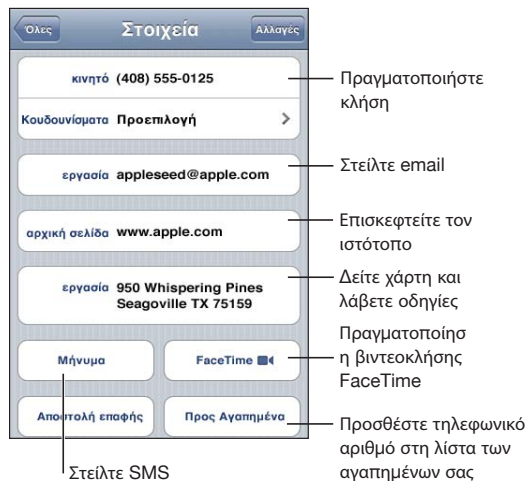 Όλες Στοιχεία Αλλαγές
κινητό (408) 555-0125
Πραγματοποιήστε
κλήση
Κουδουνίσματα Προεπιλογή
εργασία appleseed@apple.com
Στείλτε email
αρχική σελίδα www.apple.com
Επισκεφτείτε τον
ιστότοπο
εργασία 950 Whispering Pines
Seagoville TX 75159
Δείτε χάρτη και
λάβετε οδηγίες
Μήνυμα FaceTime
Πραγματοποίησ
η βιντεοκλήσης
FaceTime
Αποστολή επαφής Προς Αγαπημένα
Προσθέστε τηλεφωνικό
αριθμό στη λίστα των
αγαπημένων σας
Στείλτε SMS